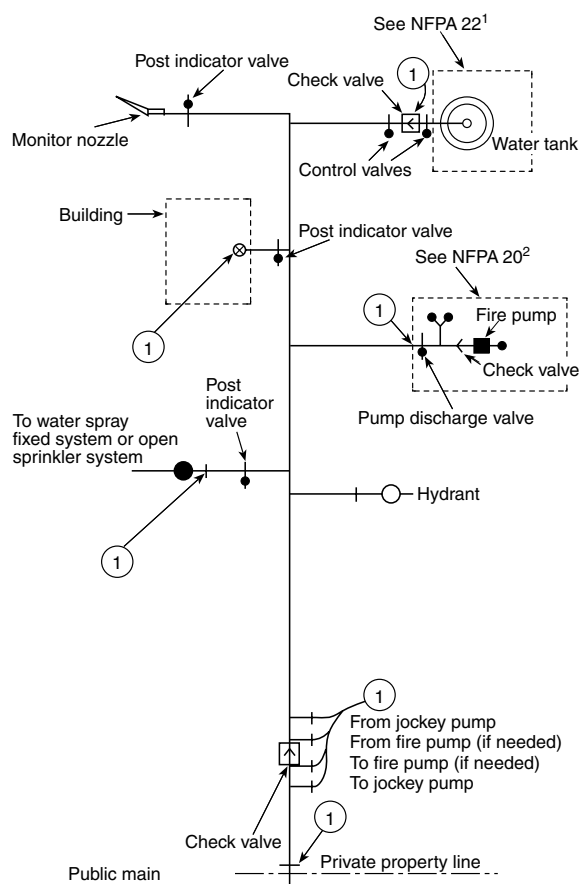 See NFPA 22¹
Post indicator valve
Check valve
1
Monitor nozzle
Water tank
Control valves
Building
Post indicator valve
See NFPA 20²
1
Fire pump
1
Check valve
Post
indicator
valve
Pump discharge valve
To water spray
fixed system or open
sprinkler system
Hydrant
1
1
From jockey pump
From fire pump (if needed)
To fire pump (if needed)
To jockey pump
1
Check valve
Private property line
Public main